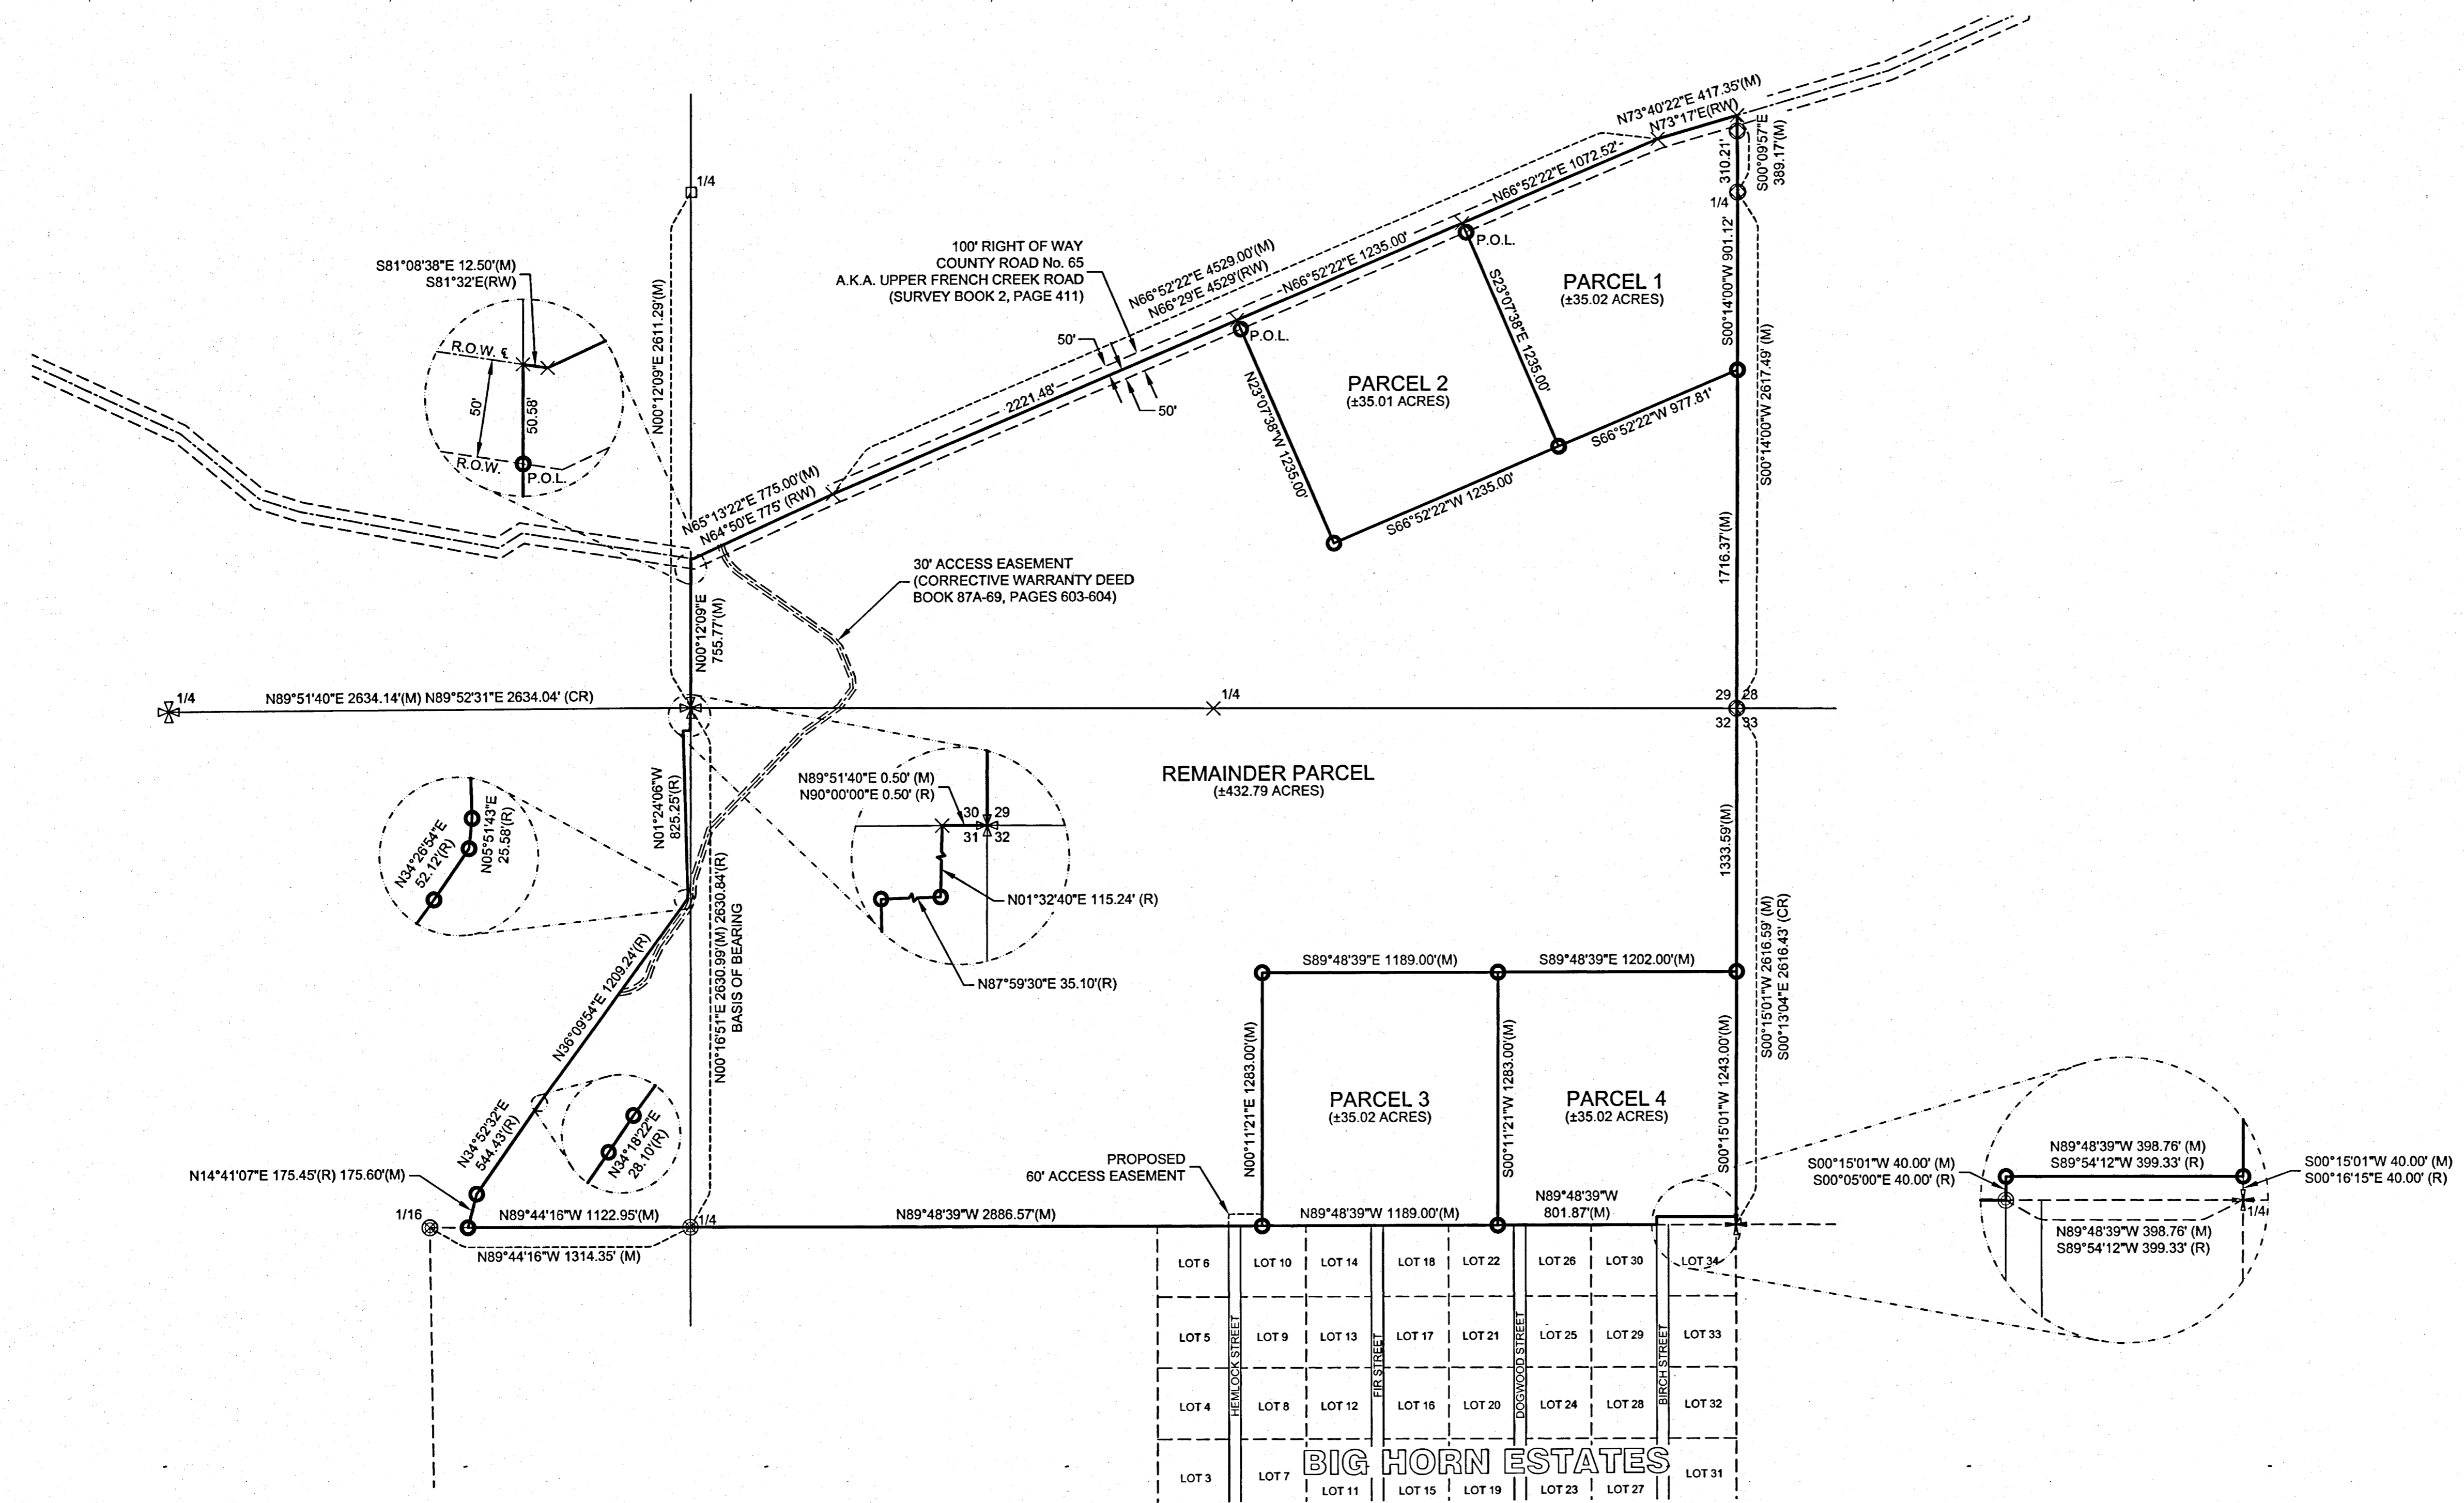 N73°40'22"E 417.35'(M)
N73°17'E(RW)
S00°09'57"E
389.17'(M)
310.21'
1/4
1/4
N66°52'22"E 1072.52'
S81°08'38"E 12.50'(M)
S81°32'E(RW)
100' RIGHT OF WAY
COUNTY ROAD No. 65
A.K.A. UPPER FRENCH CREEK ROAD
(SURVEY BOOK 2, PAGE 411)
N66°52'22"E 4529.00'(M)
N66°29'E 4529'(RW)
N66°52'22"E 1235.00'
P.O.L.
PARCEL 1
(±35.02 ACRES)
S00°14'00"W 901.12'
S23°07'38"E 1235.00'
N00°12'09"E 2611.29'(M)
R.O.W. ℄
50'
50.58'
R.O.W.
P.O.L.
50'
50'
P.O.L.
2221.48'
PARCEL 2
(±35.01 ACRES)
N23°07'38"W 1235.00'
S66°52'22"W 977.81'
S66°52'22"W 1235.00'
S00°14'00"W 2617.49' (M)
1716.37'(M)
N65°13'22"E 775.00'(M)
N64°50'E 775' (RW)
30' ACCESS EASEMENT
(CORRECTIVE WARRANTY DEED
BOOK 87A-69, PAGES 603-604)
N00°12'09"E
755.77'(M)
1/4
N89°51'40"E 2634.14'(M) N89°52'31"E 2634.04' (CR)
1/4
29 28
32 33
REMAINDER PARCEL
(±432.79 ACRES)
N89°51'40"E 0.50' (M)
N90°00'00"E 0.50' (R)
30 29
31 32
N01°32'40"E 115.24' (R)
N87°59'30"E 35.10'(R)
N01°24'06"W
825.25'(R)
N34°26'54"E
52.12'(R)
N05°51'43"E
25.58'(R)
N36°09'54"E 1209.24'(R)
N00°16'51"E 2630.99'(M) 2630.84'(R)
BASIS OF BEARING
1333.59'(M)
S00°15'01"W 2616.59' (M)
S00°13'04"E 2616.43' (CR)
S89°48'39"E 1189.00'(M)
S89°48'39"E 1202.00'(M)
N00°11'21"E 1283.00'(M)
S00°11'21"W 1283.00'(M)
S00°15'01"W 1243.00'(M)
PARCEL 3
(±35.02 ACRES)
PARCEL 4
(±35.02 ACRES)
N34°52'32"E
544.43'(R)
N34°18'22"E
28.10'(R)
N14°41'07"E 175.45'(R) 175.60'(M)
PROPOSED
60' ACCESS EASEMENT
1/16
N89°44'16"W 1122.95'(M)
1/4
N89°44'16"W 1314.35' (M)
N89°48'39"W 2886.57'(M)
N89°48'39"W 1189.00'(M)
N89°48'39"W
801.87'(M)
S00°15'01"W 40.00' (M)
S00°05'00"E 40.00' (R)
N89°48'39"W 398.76' (M)
S89°54'12"W 399.33' (R)
S00°15'01"W 40.00' (M)
S00°16'15"E 40.00' (R)
1/4
N89°48'39"W 398.76' (M)
S89°54'12"W 399.33' (R)
LOT 6 LOT 10 LOT 14 LOT 18 LOT 22 LOT 26 LOT 30 LOT 34
LOT 5 LOT 9 LOT 13 LOT 17 LOT 21 LOT 25 LOT 29 LOT 33
HEMLOCK STREET
FIR STREET
DOGWOOD STREET
BIRCH STREET
LOT 4 LOT 8 LOT 12 LOT 16 LOT 20 LOT 24 LOT 28 LOT 32
BIG HORN ESTATES
LOT 3 LOT 7 LOT 11 LOT 15 LOT 19 LOT 23 LOT 27 LOT 31